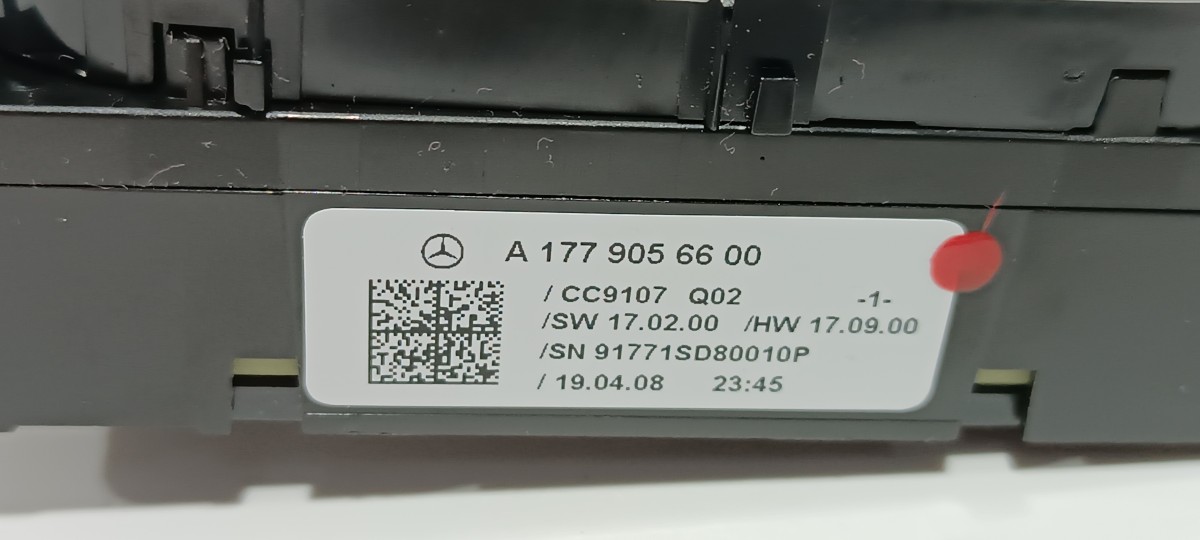 A 177 905 66 00
/ CC9107 Q02 -1-
/SW 17.02.00 /HW 17.09.00
/SN 91771SD80010P
/ 19.04.08 23:45